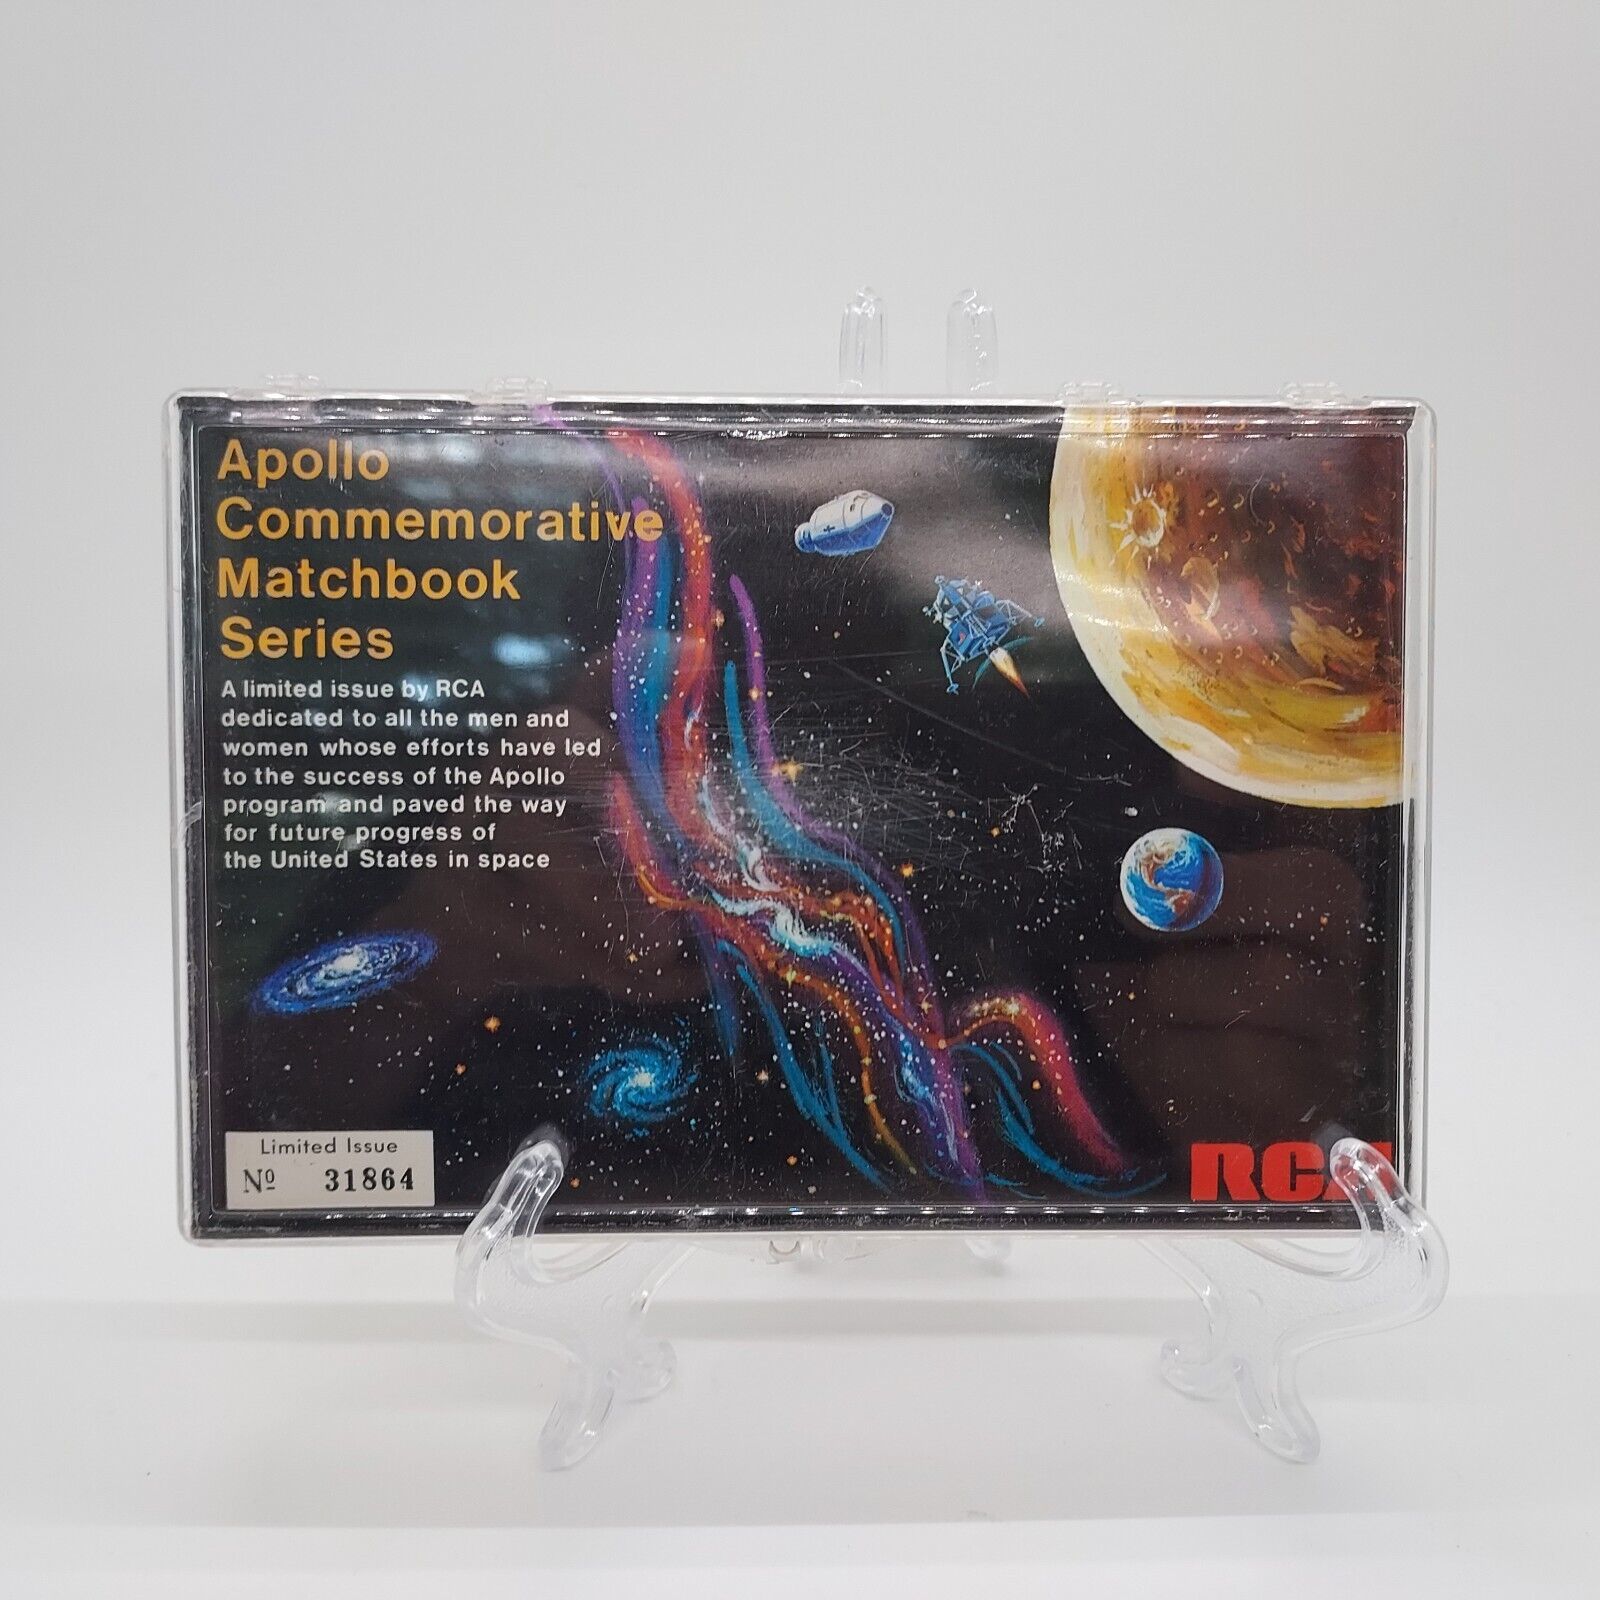 Apollo
Commemorative
Matchbook
Series
A limited issue by RCA
dedicated to all the men and
women whose efforts have led
to the success of the Apollo
program and paved the way
for future progress of
the United States in space
Limited Issue
Nº 31864
RCA